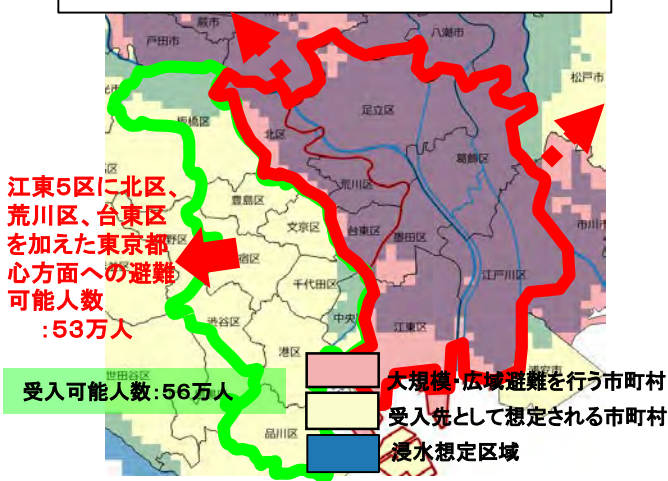 蕨市
戸田市
八潮市
松戸市
足立区
板橋区
北区
葛飾区
荒川区
豊島区
文京区
台東区
墨田区
市川市
江戸川区
千代田区
中央
江東区
渋谷区
港区
浦安市
世田谷区
品川区
江東5区に北区、
荒川区、台東区
を加えた東京都
心方面への避難
可能人数
:53万人
受入可能人数:56万人
大規模・広域避難を行う市町村
受入先として想定される市町村
浸水想定区域